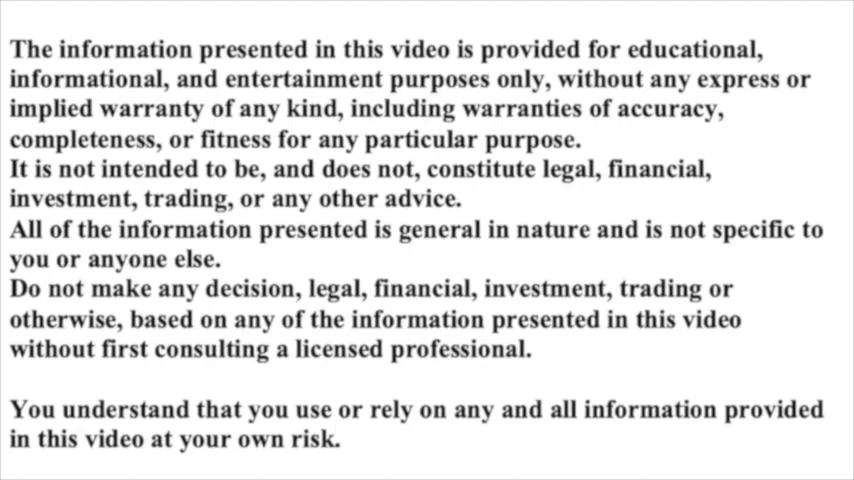 The information presented in this video is provided for educational,
informational, and entertainment purposes only, without any express or
implied warranty of any kind, including warranties of accuracy,
completeness, or fitness for any particular purpose.
It is not intended to be, and does not, constitute legal, financial,
investment, trading, or any other advice.
All of the information presented is general in nature and is not specific to
you or anyone else.
Do not make any decision, legal, financial, investment, trading or
otherwise, based on any of the information presented in this video
without first consulting a licensed professional.
You understand that you use or rely on any and all information provided
in this video at your own risk.